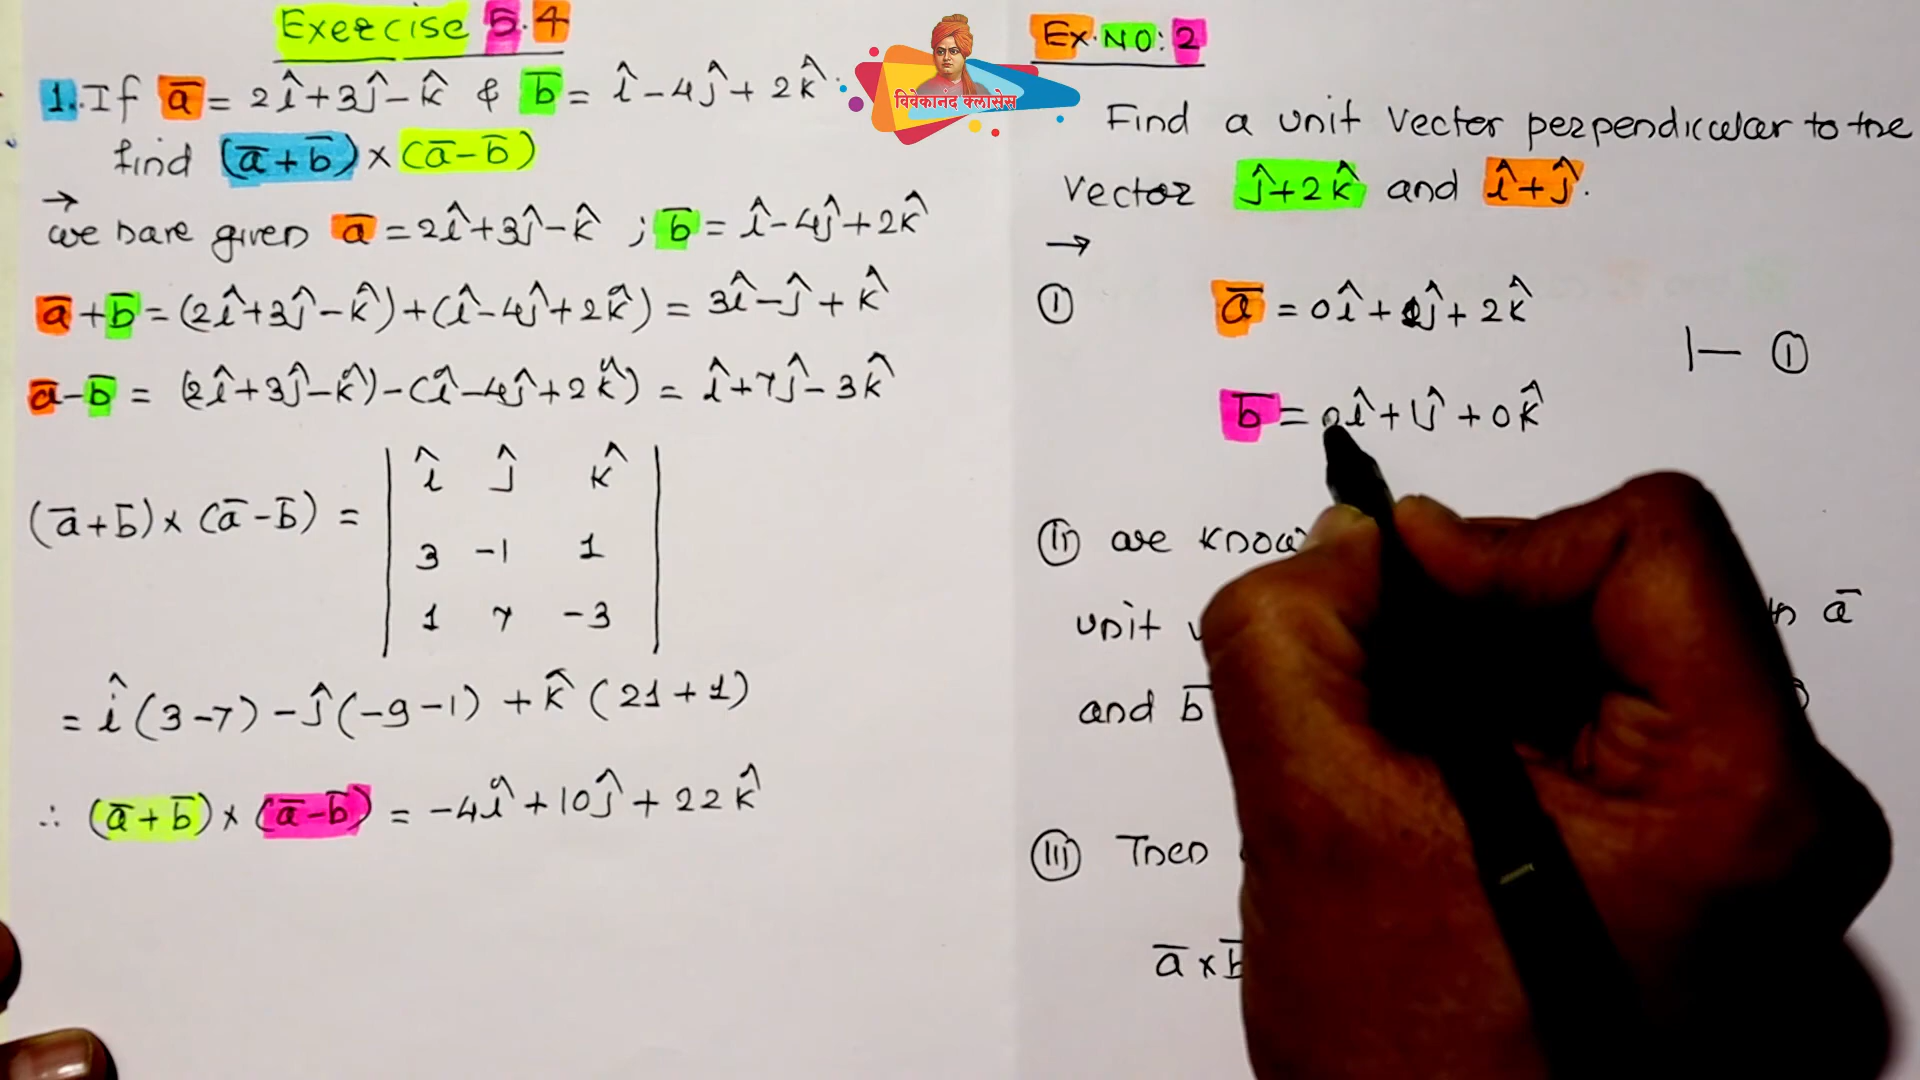 Exercise 5.4
1. If a̅ = 2î+3ĵ-k̂ & b̅ = î-4ĵ+2k̂.
find (a̅+b̅)×(a̅-b̅)
→
we have given a̅ = 2î+3ĵ-k̂ ; b̅ = î-4ĵ+2k̂
a̅+b̅ = (2î+3ĵ-k̂)+(î-4ĵ+2k̂) = 3î-ĵ+k̂
a̅-b̅ = (2î+3ĵ-k̂)-(î-4ĵ+2k̂) = î+7ĵ-3k̂
(a̅+b̅)×(a̅-b̅) = | î ĵ k̂ |
3 -1 1
1 7 -3
= î(3-7)-ĵ(-9-1)+k̂(21+1)
∴ (a̅+b̅)×(a̅-b̅) = -4î+10ĵ+22k̂
विवेकानंद क्लासेस
Ex. NO: 2
Find a unit vector perpendicular to the
vector ĵ+2k̂ and î+ĵ.
→
(I) a̅ = 0î+1ĵ+2k̂
|— (1)
b̅ = 0î+1ĵ+0k̂
(II) we know
unit a̅
and b̅
(III) Then
a̅×b̅